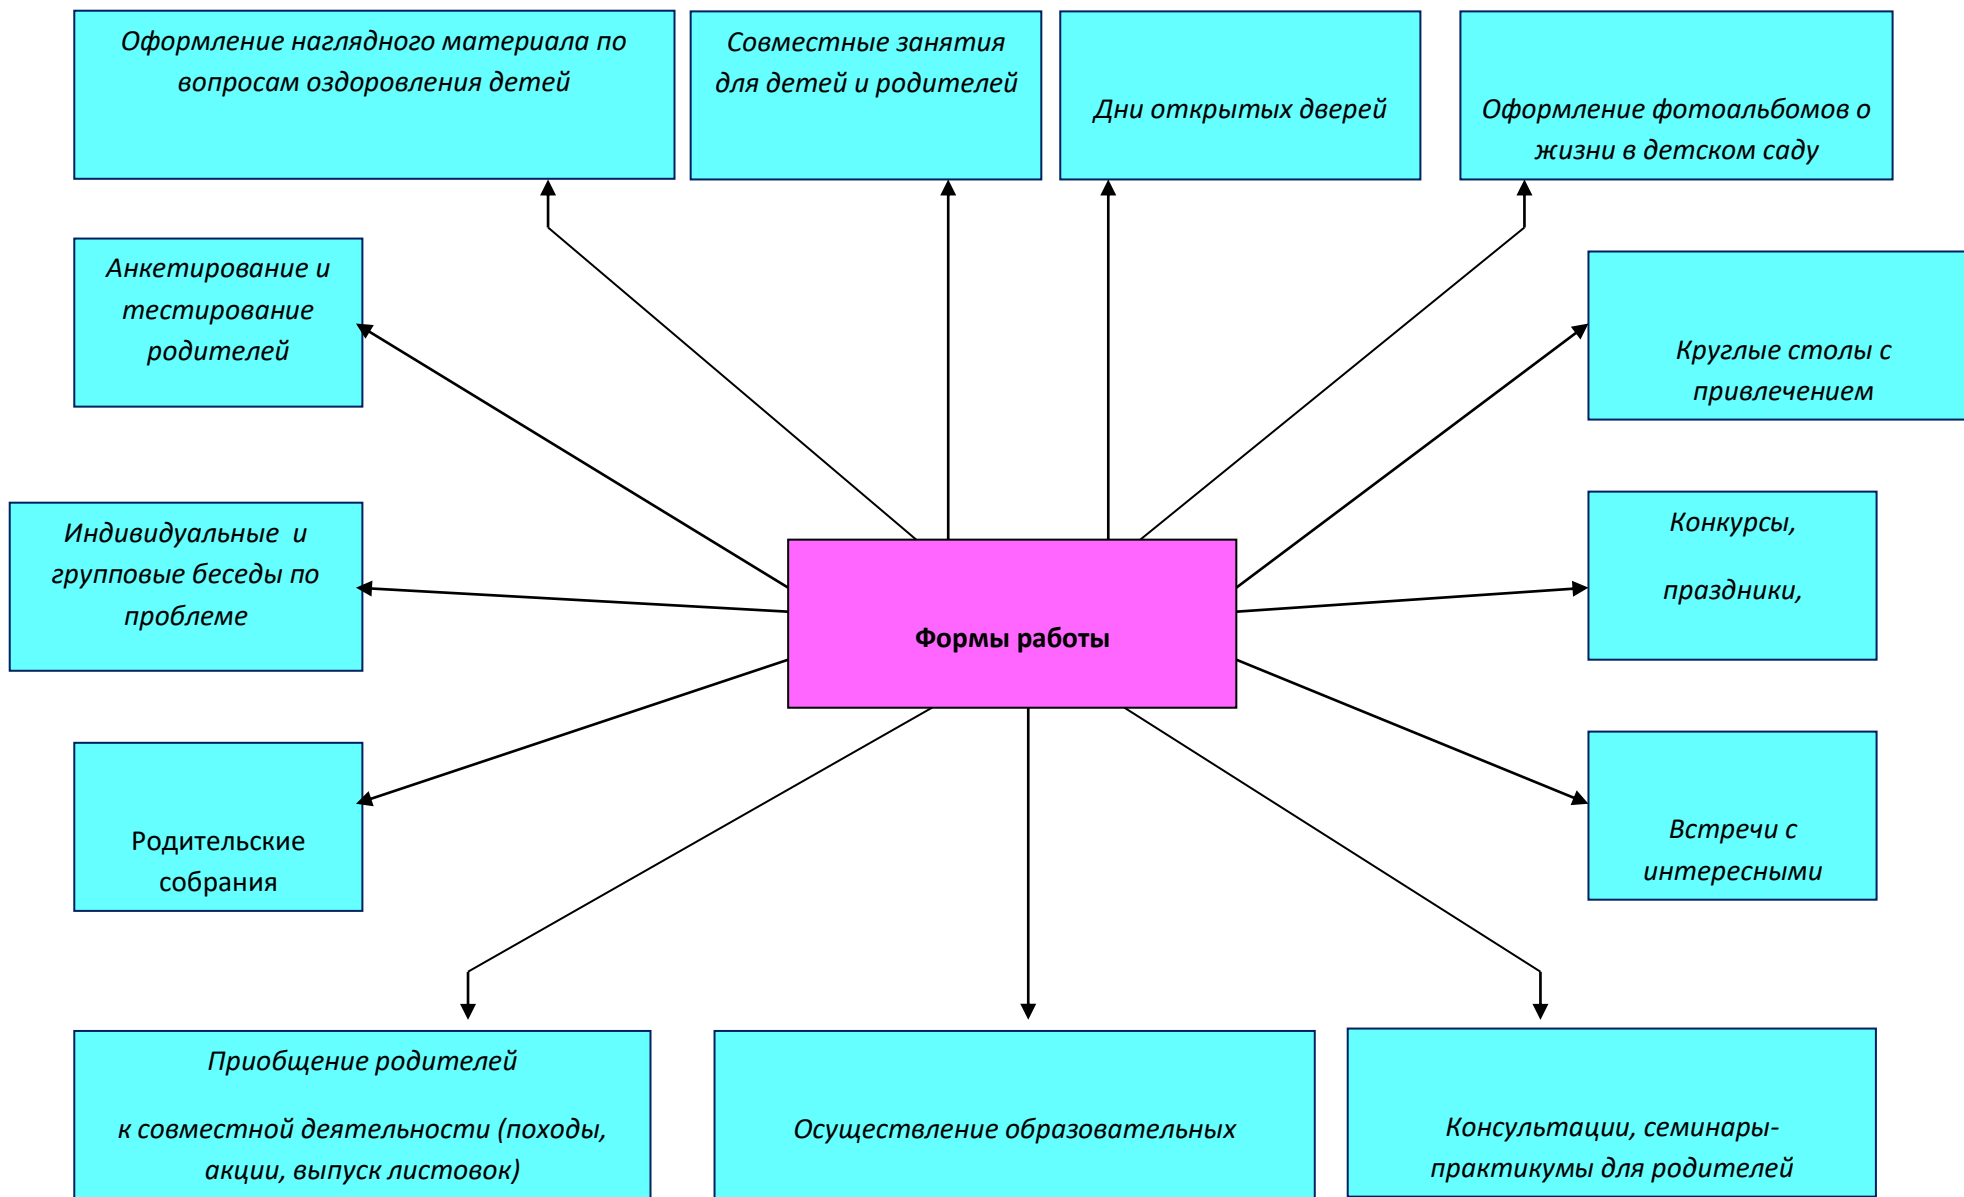 Оформление наглядного материала по
вопросам оздоровления детей
Совместные занятия
для детей и родителей
Дни открытых дверей
Оформление фотоальбомов о
жизни в детском саду
Анкетирование и
тестирование
родителей
Круглые столы с
привлечением
Индивидуальные и
групповые беседы по
проблеме
Формы работы
Конкурсы,
праздники,
Родительские
собрания
Встречи с
интересными
Приобщение родителей
к совместной деятельности (походы,
акции, выпуск листовок)
Осуществление образовательных
Консультации, семинары-
практикумы для родителей